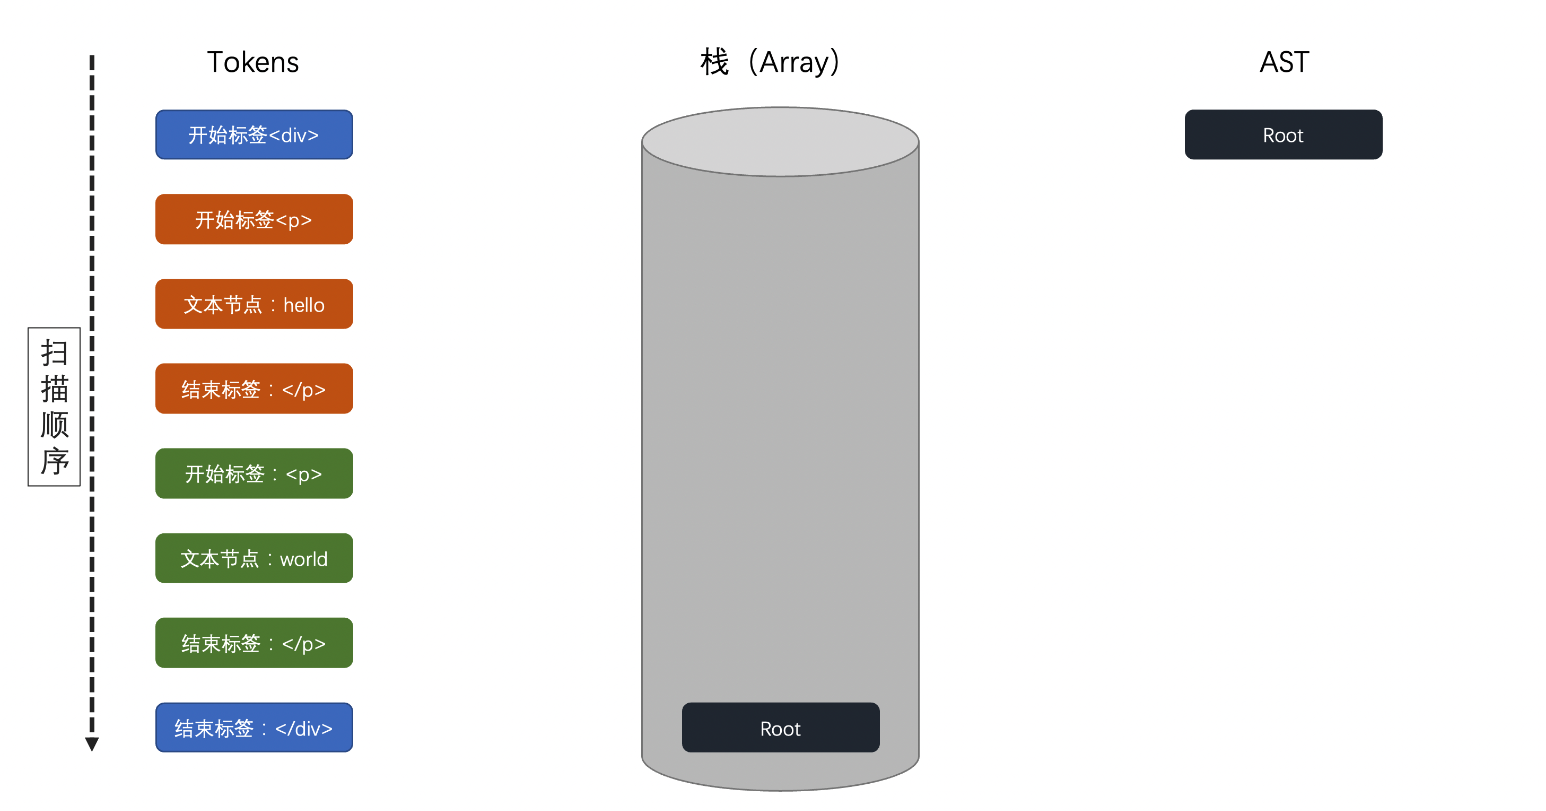 Tokens
栈（Array）
AST
开始标签<div>
Root
开始标签<p>
文本节点：hello
扫
描
顺
序
结束标签：</p>
开始标签：<p>
文本节点：world
结束标签：</p>
结束标签：</div>
Root